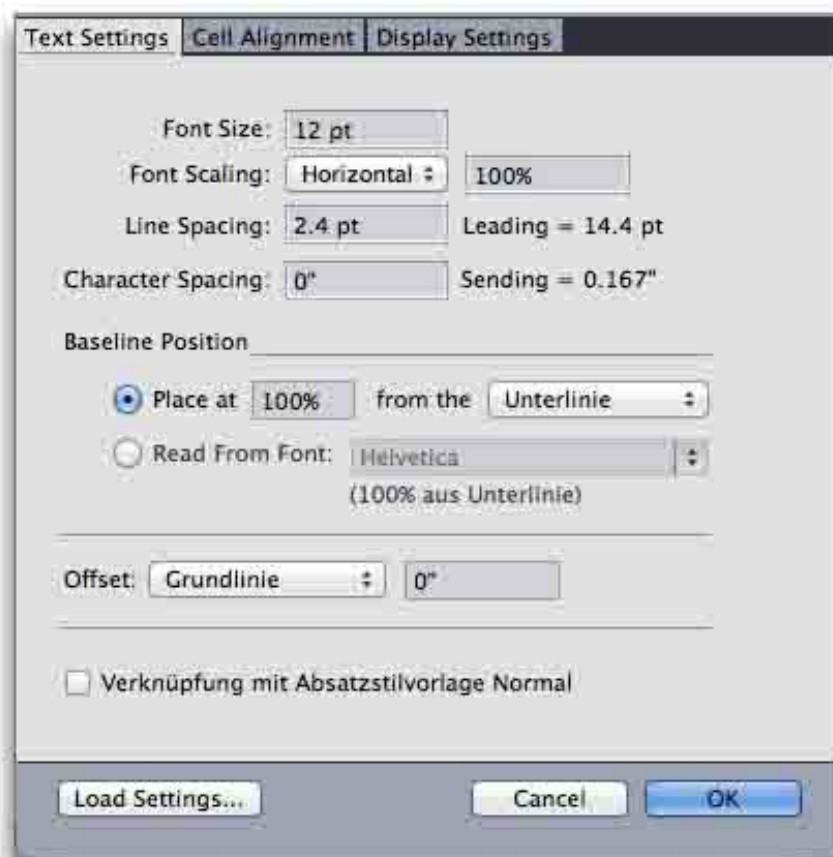 Text Settings Cell Alignment Display Settings
Font Size: 12 pt
Font Scaling: Horizontal 100%
Line Spacing: 2.4 pt Leading = 14.4 pt
Character Spacing: 0" Sending = 0.167"
Baseline Position
Place at 100% from the Unterlinie
Read From Font: Helvetica
(100% aus Unterlinie)
Offset: Grundlinie 0"
Verknüpfung mit Absatzstilvorlage Normal
Load Settings... Cancel OK